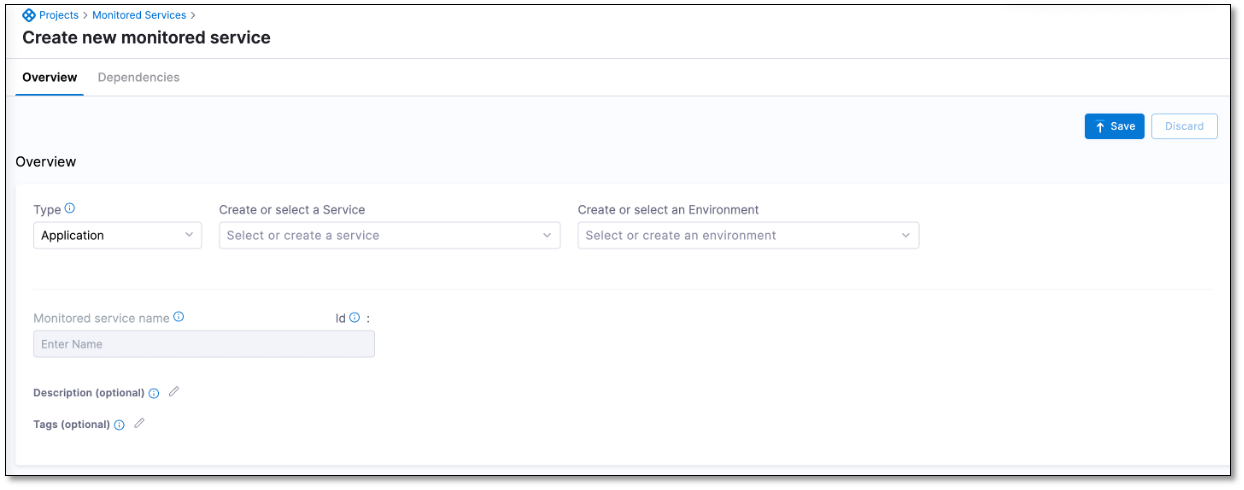 Projects > Monitored Services >
Create new monitored service
Overview Dependencies
Save Discard
Overview
Type Create or select a Service Create or select an Environment
Application Select or create a service Select or create an environment
Monitored service name Id :
Enter Name
Description (optional)
Tags (optional)